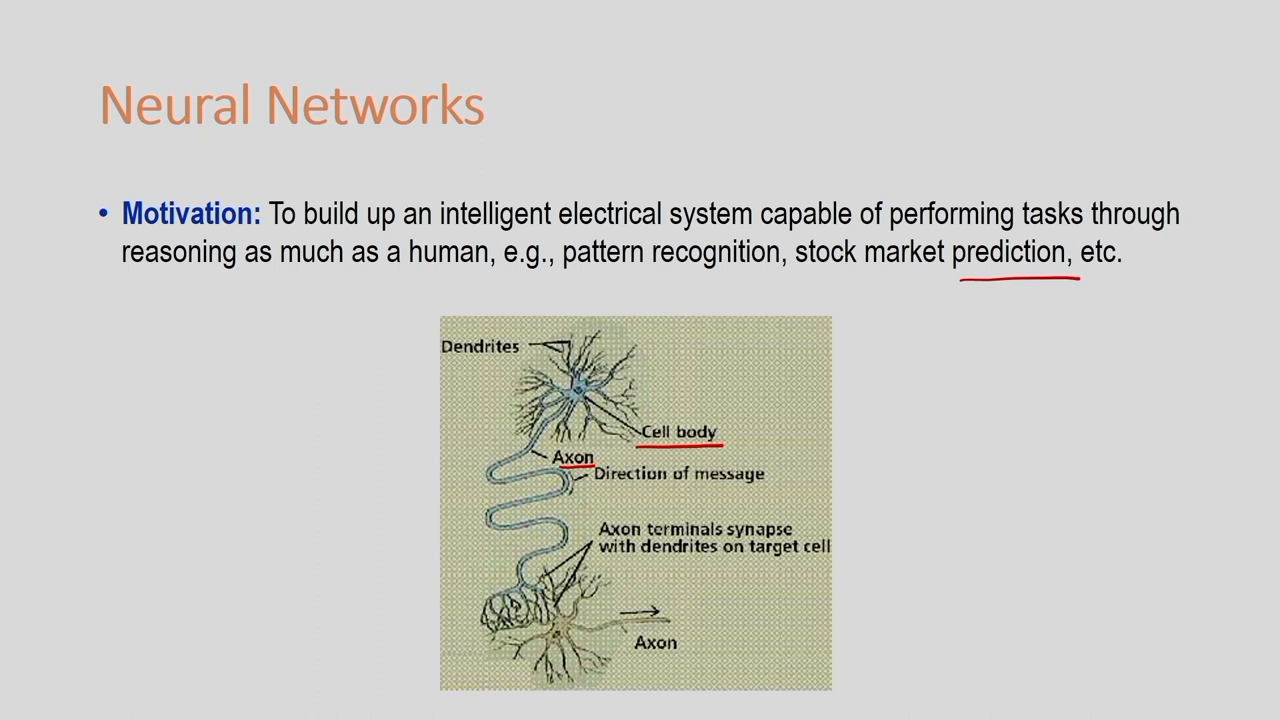 Neural Networks
• Motivation: To build up an intelligent electrical system capable of performing tasks through
reasoning as much as a human, e.g., pattern recognition, stock market prediction, etc.
Dendrites
Cell body
Axon
Direction of message
Axon terminals synapse
with dendrites on target cell
Axon